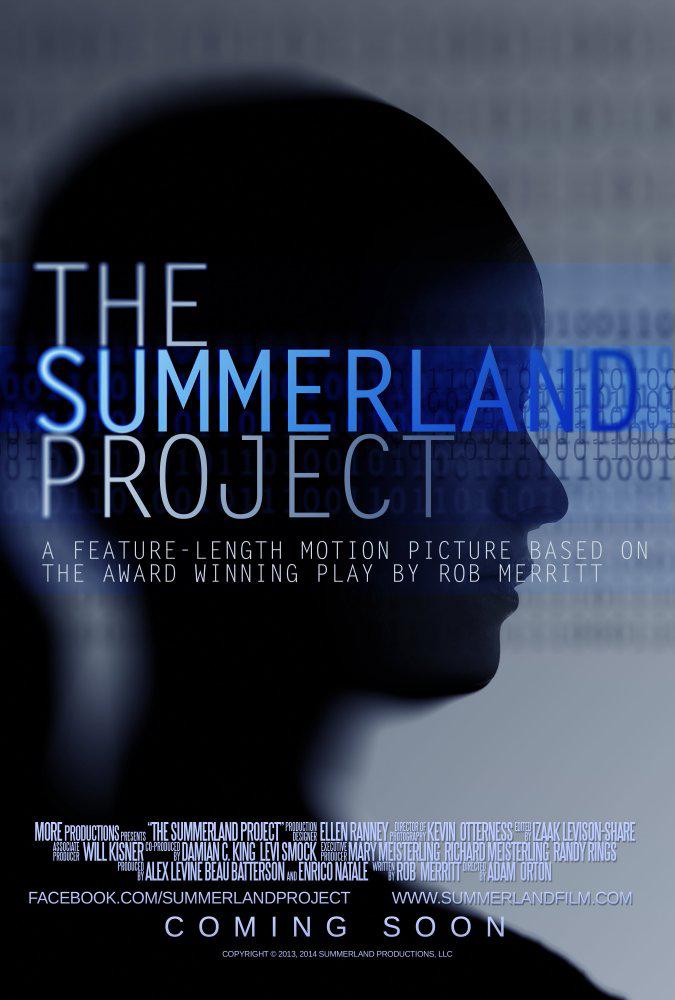 THE
SUMMERLAND
PROJECT
A FEATURE-LENGTH MOTION PICTURE BASED ON
THE AWARD WINNING PLAY BY ROB MERRITT
MORE PRODUCTIONS PRESENTS "THE SUMMERLAND PROJECT" PRODUCTION DESIGNER ELLEN RANNEY DIRECTOR OF PHOTOGRAPHY KEVIN OTTERNESS EDITED BY IZAAK LEVISON-SHARE
ASSOCIATE PRODUCER WILL KISNER CO-PRODUCED BY DAMIAN C. KING LEVI SMOCK EXECUTIVE PRODUCER MARY MEISTERLING RICHARD MEISTERLING RANDY RINGS
PRODUCED BY ALEX LEVINE BEAU BATTERSON AND ENRICO NATALE WRITTEN BY ROB MERRITT DIRECTED BY ADAM ORTON
FACEBOOK.COM/SUMMERLANDPROJECT WWW.SUMMERLANDFILM.COM
COMING SOON
COPYRIGHT © 2013, 2014 SUMMERLAND PRODUCTIONS, LLC